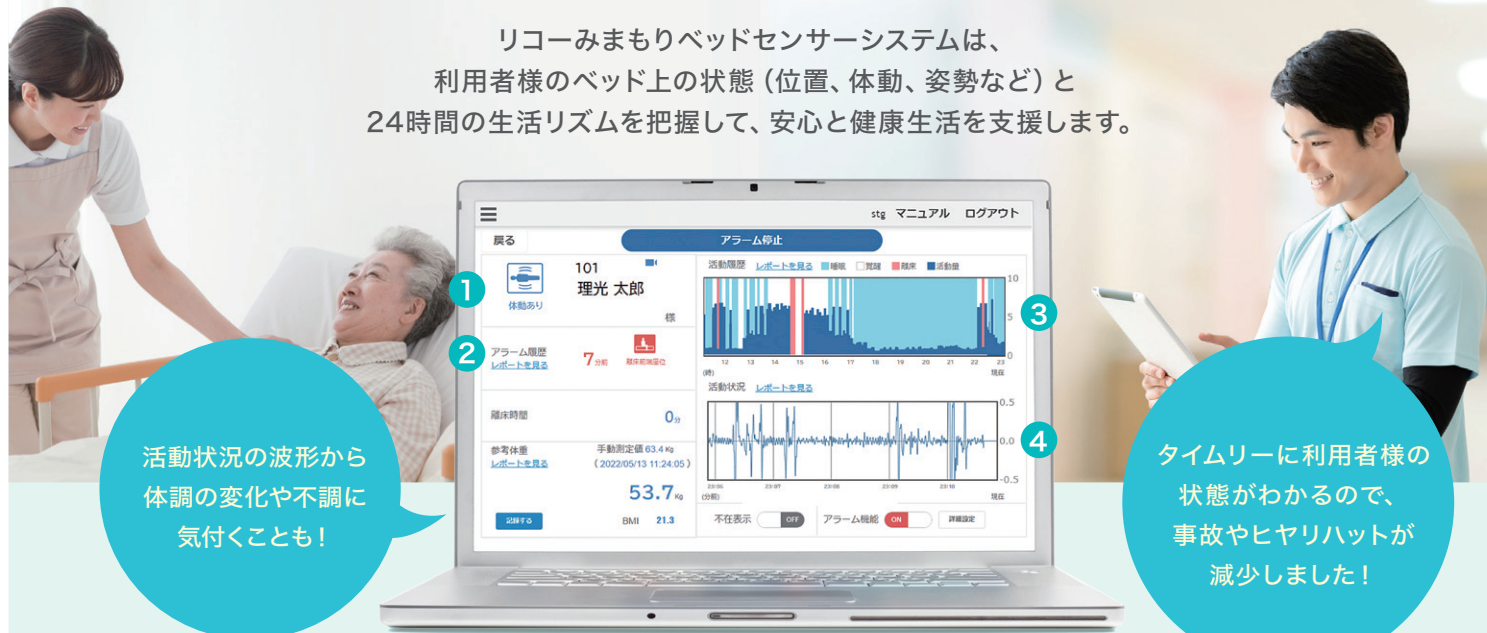 リコーみまもりベッドセンサーシステムは、
利用者様のベッド上の状態（位置、体動、姿勢など）と
24時間の生活リズムを把握して、安心と健康生活を支援します。
stg マニュアル ログアウト
戻る
アラーム停止
1
体動あり
101
理光 太郎
様
2
アラーム履歴
レポートを見る
7分前
離床前端座位
離床時間
0分
参考体重
レポートを見る
手動測定値 63.4 Kg
( 2022/05/13 11:24:05 )
53.7 Kg
記録する
BMI 21.3
活動履歴 レポートを見る 睡眠 覚醒 離床 活動量
10
5
0
3
12 13 14 15 16 17 18 19 20 21 22 23
(時) 現在
活動状況 レポートを見る
0.5
0.0
-0.5
4
23:06 23:07 23:08 23:09 23:10
(分前) 現在
不在表示 OFF アラーム機能 ON 詳細設定
活動状況の波形から
体調の変化や不調に
気付くことも！
タイムリーに利用者様の
状態がわかるので、
事故やヒヤリハットが
減少しました！